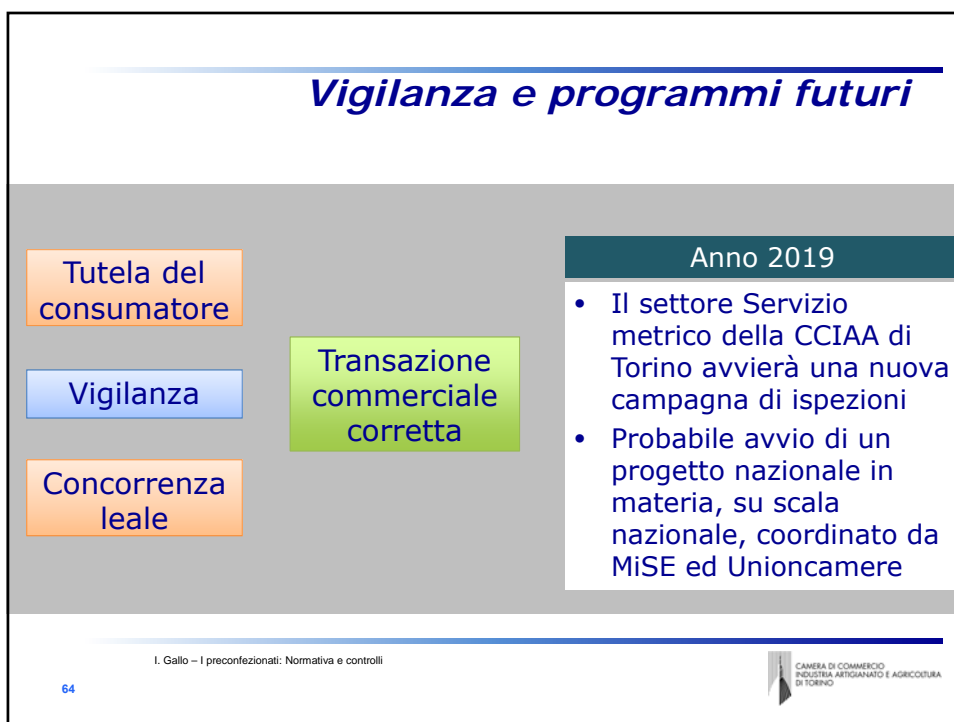 Vigilanza e programmi futuri
Tutela del
consumatore
Vigilanza
Concorrenza
leale
Transazione
commerciale
corretta
Anno 2019
• Il settore Servizio
metrico della CCIAA di
Torino avvierà una nuova
campagna di ispezioni
• Probabile avvio di un
progetto nazionale in
materia, su scala
nazionale, coordinato da
MiSE ed Unioncamere
I. Gallo – I preconfezionati: Normativa e controlli
64
CAMERA DI COMMERCIO
INDUSTRIA ARTIGIANATO E AGRICOLTURA
DI TORINO